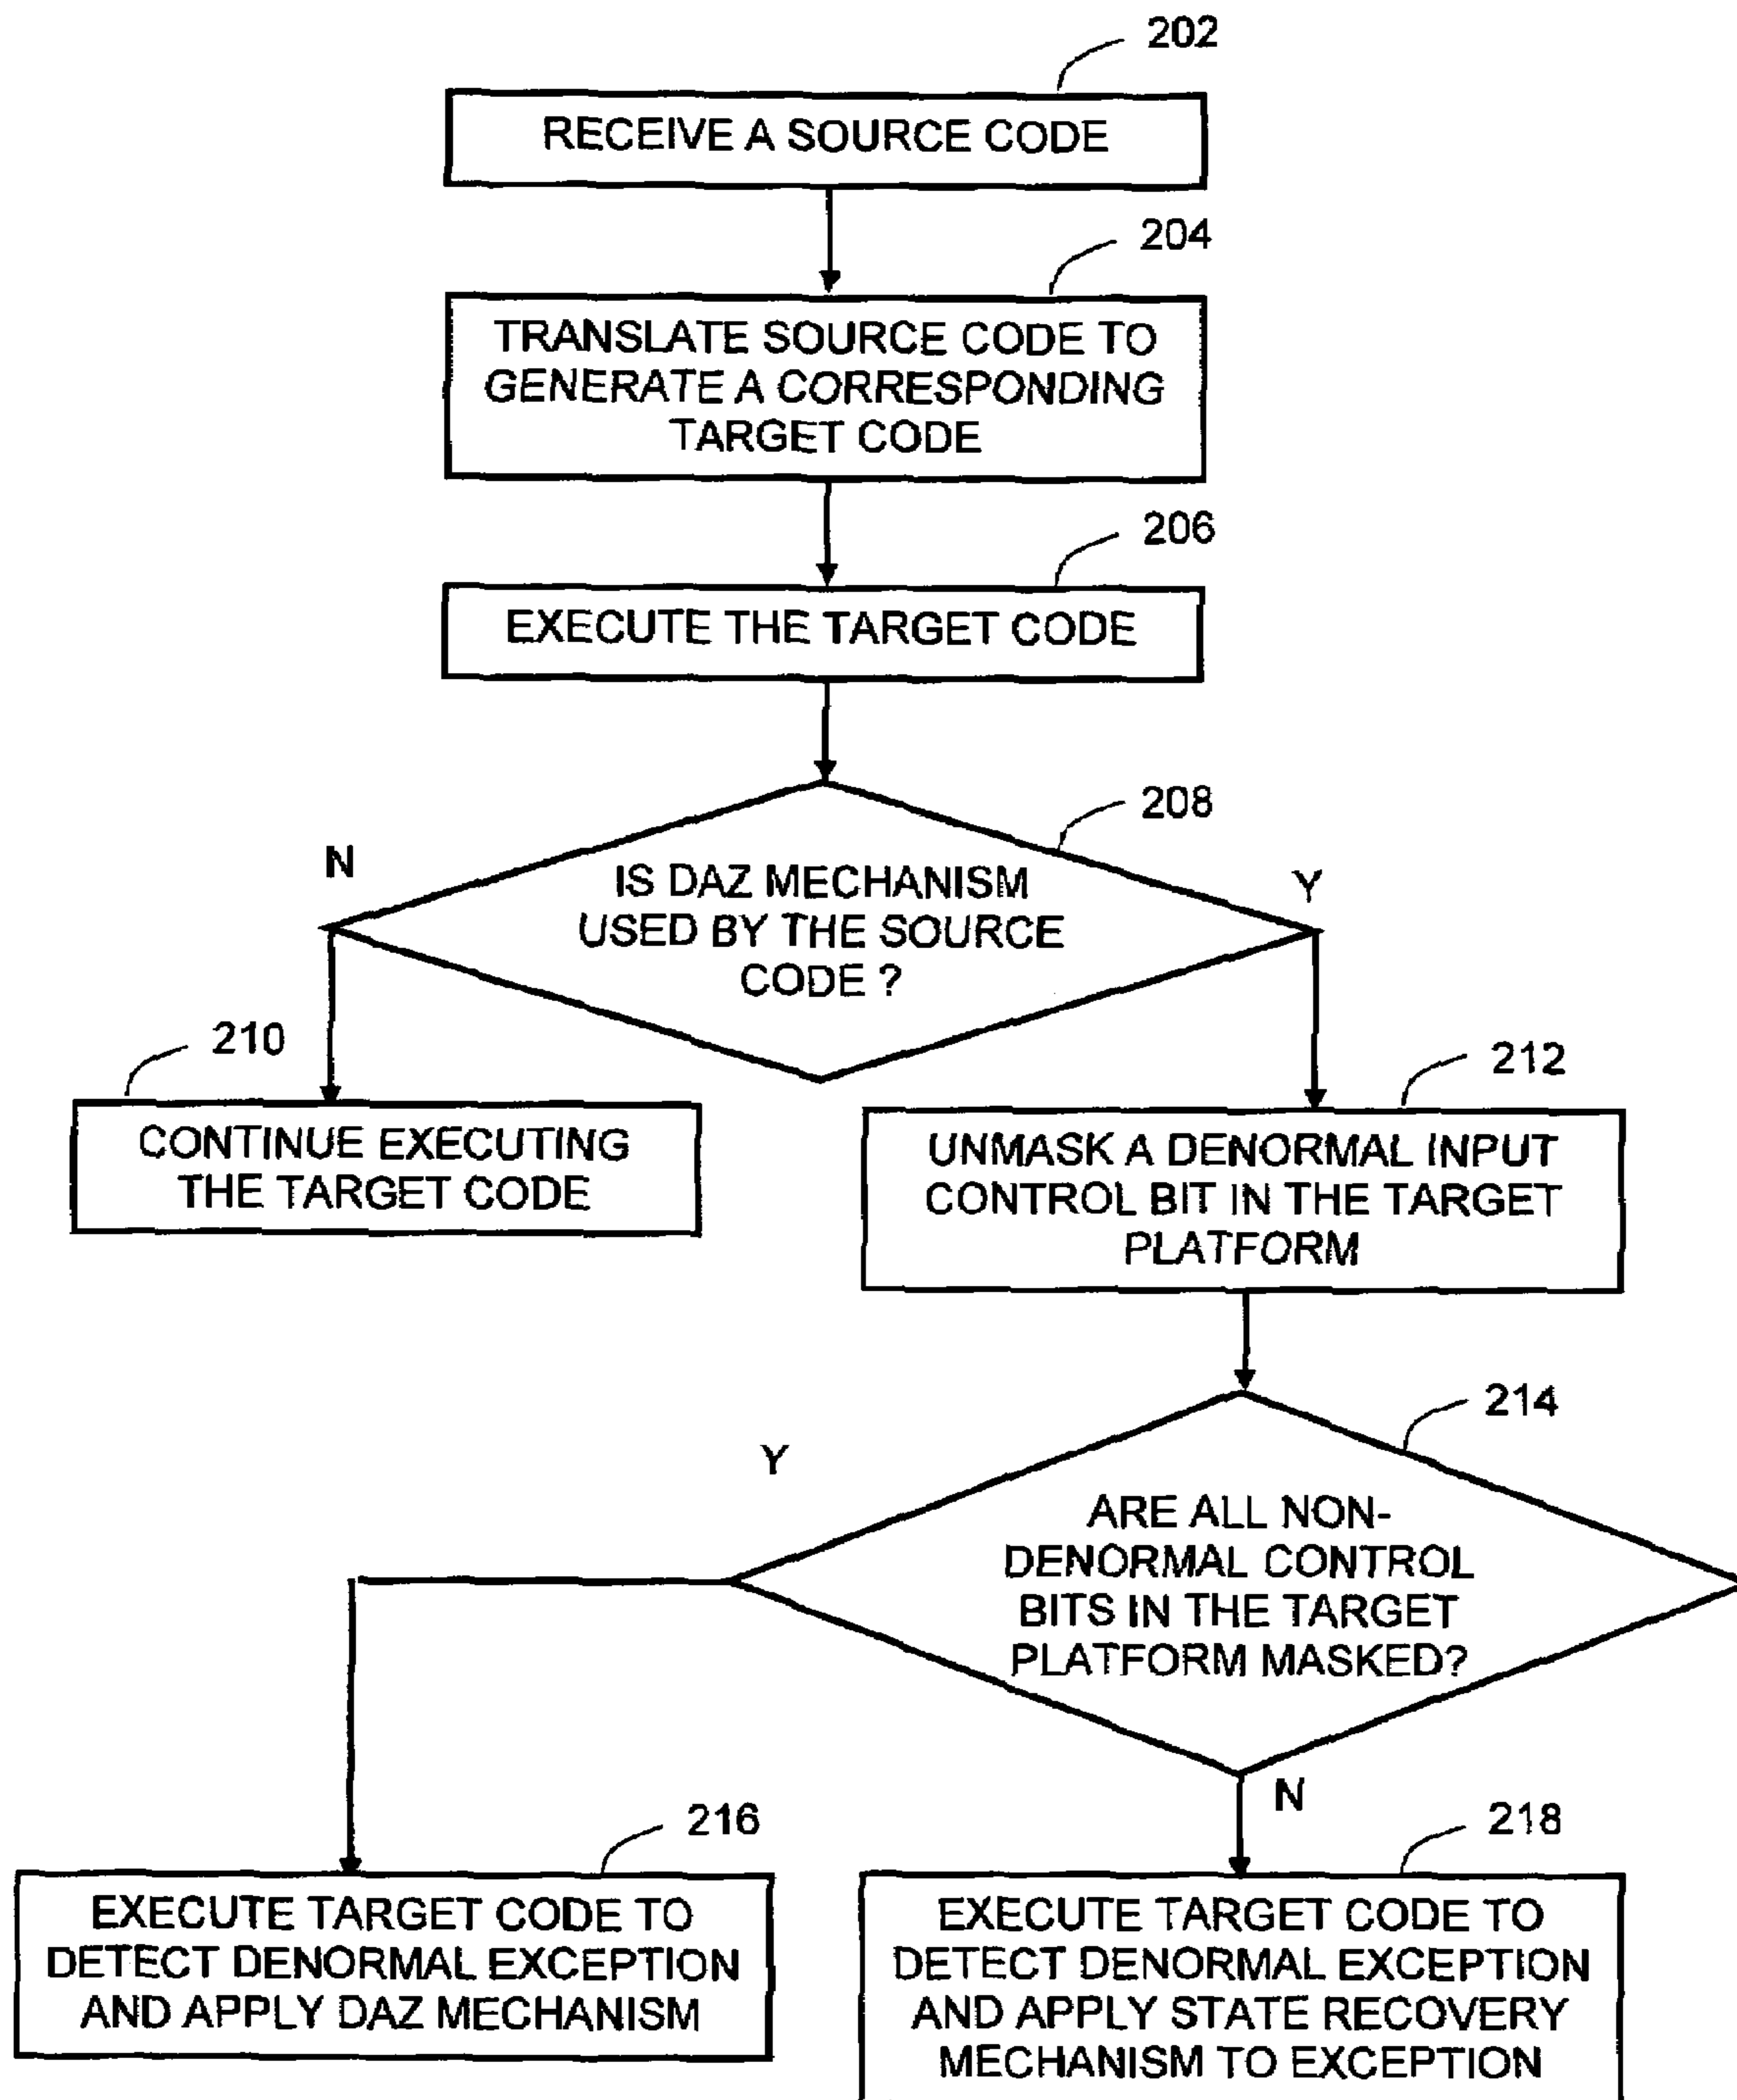 202
RECEIVE A SOURCE CODE
204
TRANSLATE SOURCE CODE TO
GENERATE A CORRESPONDING
TARGET CODE
206
EXECUTE THE TARGET CODE
208
N
Y
IS DAZ MECHANISM
USED BY THE SOURCE
CODE ?
210
CONTINUE EXECUTING
THE TARGET CODE
212
UNMASK A DENORMAL INPUT
CONTROL BIT IN THE TARGET
PLATFORM
214
Y
ARE ALL NON-
DENORMAL CONTROL
BITS IN THE TARGET
PLATFORM MASKED?
N
216
EXECUTE TARGET CODE TO
DETECT DENORMAL EXCEPTION
AND APPLY DAZ MECHANISM
218
EXECUTE TARGET CODE TO
DETECT DENORMAL EXCEPTION
AND APPLY STATE RECOVERY
MECHANISM TO EXCEPTION